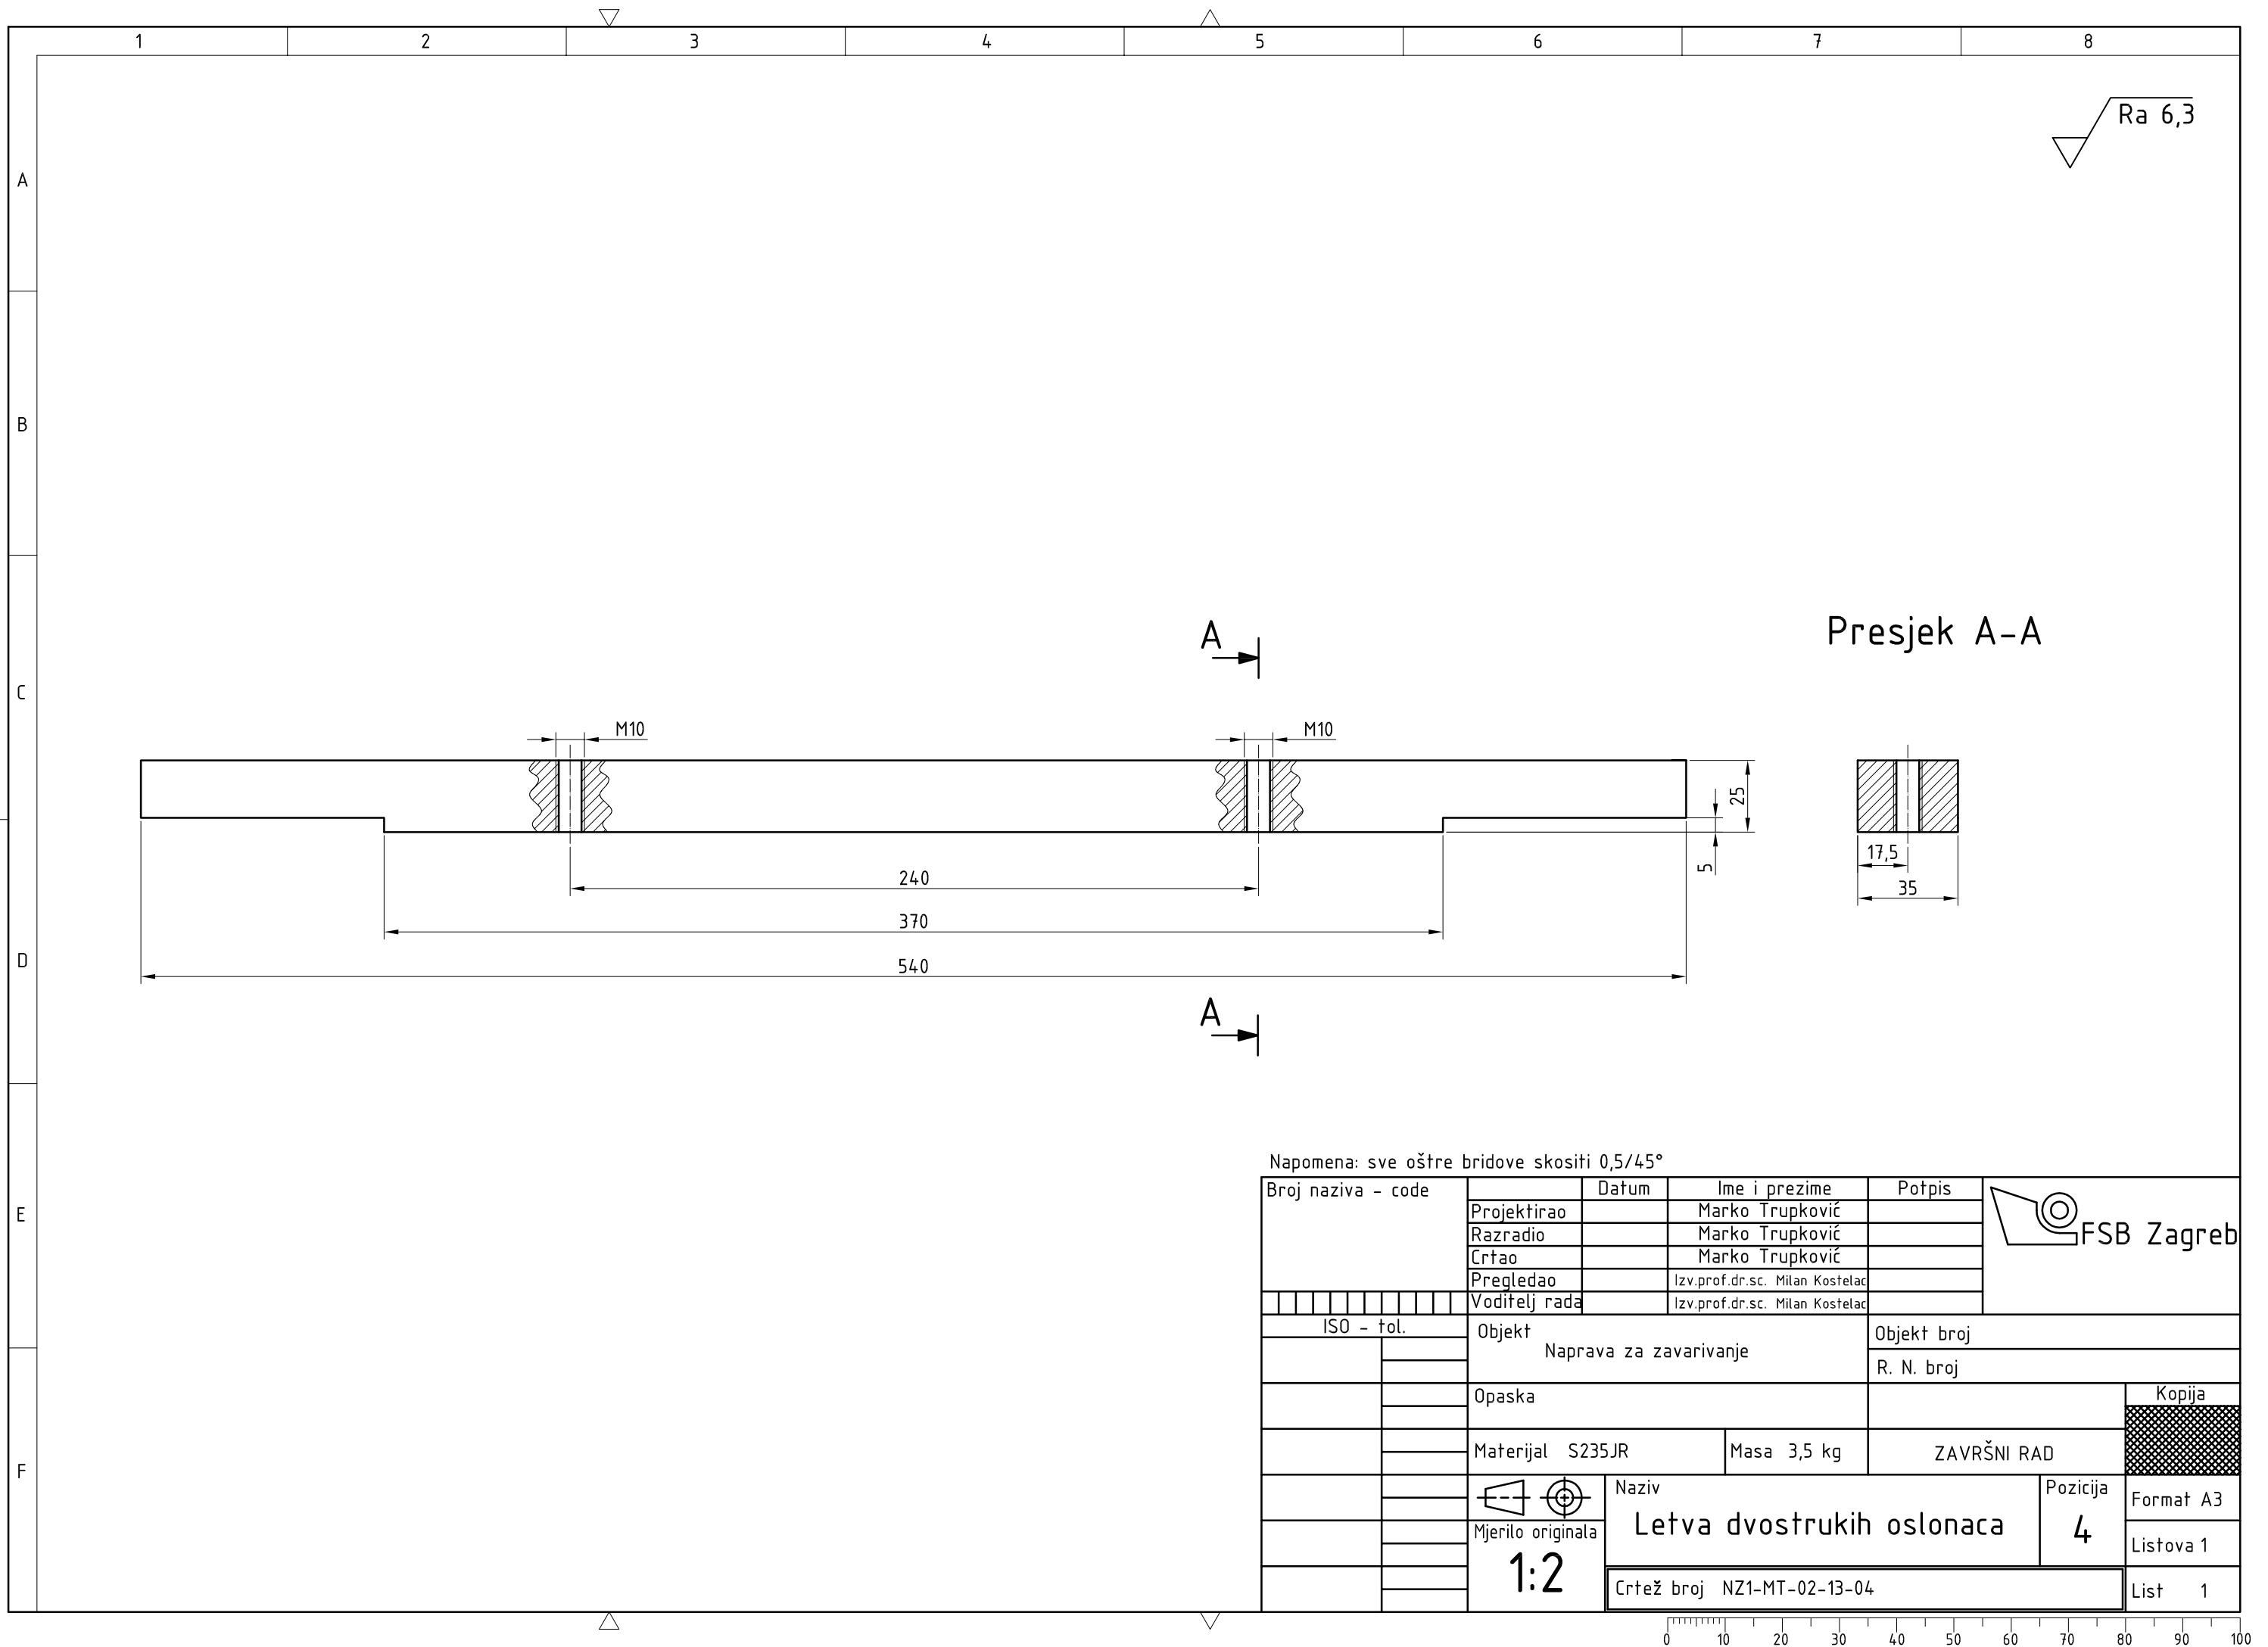 1 2 3 4 5 6 7 8
Ra 6,3
A
B
C
D
E
F
A
Presjek A-A
M10 M10
25
5
17,5
35
240
370
540
A
Napomena: sve oštre bridove skositi 0,5/45°
Broj naziva - code
Datum Ime i prezime Potpis
Projektirao Marko Trupković
Razradio Marko Trupković
Crtao Marko Trupković
Pregledao Izv.prof.dr.sc. Milan Kostelac
Voditelj rada Izv.prof.dr.sc. Milan Kostelac
FSB Zagreb
ISO - tol.
Objekt
Naprava za zavarivanje
Objekt broj
R. N. broj
Opaska
Kopija
Materijal S235JR
Masa 3,5 kg
ZAVRŠNI RAD
Naziv
Letva dvostrukih oslonaca
Pozicija
4
Format A3
Mjerilo originala
1:2
Listova 1
Crtež broj NZ1-MT-02-13-04
List 1
0 10 20 30 40 50 60 70 80 90 100